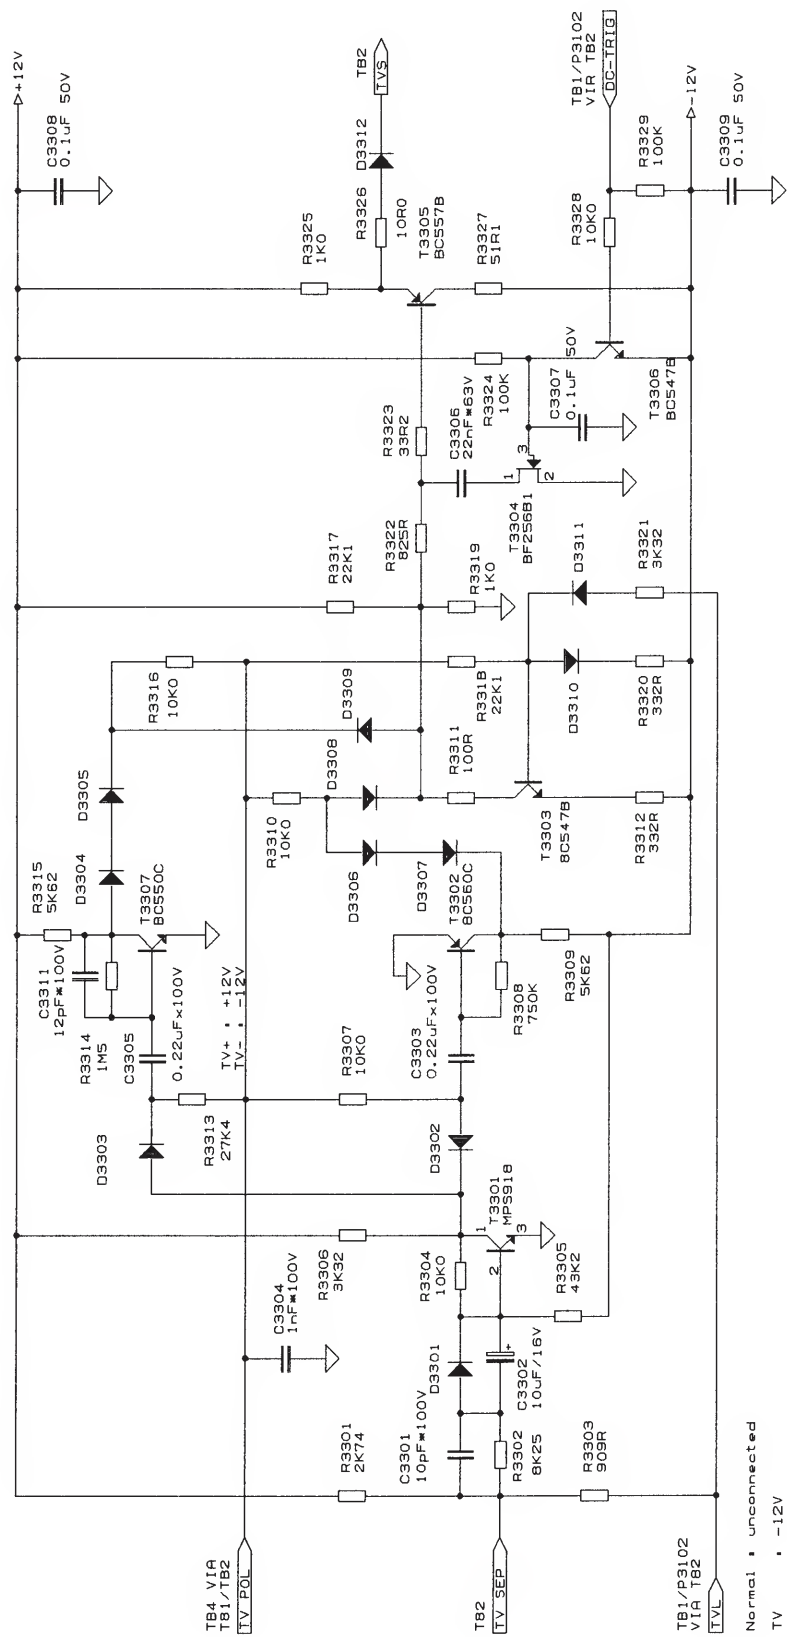 +12V
C3308
0.1uF 50V
TB2
TVS
D3312
R3326
10R0
R3325
1K0
T3305
BC557B
R3327
51R1
TB1/P3102
VIR TB2
DC-TRIG
R3329
100K
R3328
10K0
-12V
C3309
0.1uF 50V
R3324
100K
C3307
0.1uF 50V
T3306
BC547B
R3323
33R2
C3306
22nF*63V
1
3
2
T3304
BF256B1
R3322
825R
R3317
22K1
R3319
1K0
D3311
R3321
3K32
R3316
10K0
D3309
R3318
22K1
D3310
R3320
332R
D3308
R3311
100R
T3303
BC547B
R3312
332R
R3310
10K0
D3306
D3307
D3305
D3304
R3315
5K62
T3307
BC550C
C3311
12pF*100V
R3314
1M5
C3305
0.22uF×100V
TV+ : +12V
TV- : -12V
T3302
BC560C
C3303
0.22uF×100V
R3308
750K
R3309
5K62
R3307
10K0
R3313
27K4
D3303
D3302
T3301
MPS918
1
2
3
R3306
3K32
R3304
10K0
R3305
43K2
C3304
1nF*100V
D3301
C3302
10uF/16V
+
R3301
2K74
C3301
10pF*100V
R3302
8K25
R3303
909R
TB4 VIA
TB1/TB2
TV POL
TB2
TV SEP
TB1/P3102
VIA TB2
TVL
Normal : unconnected
TV : -12V